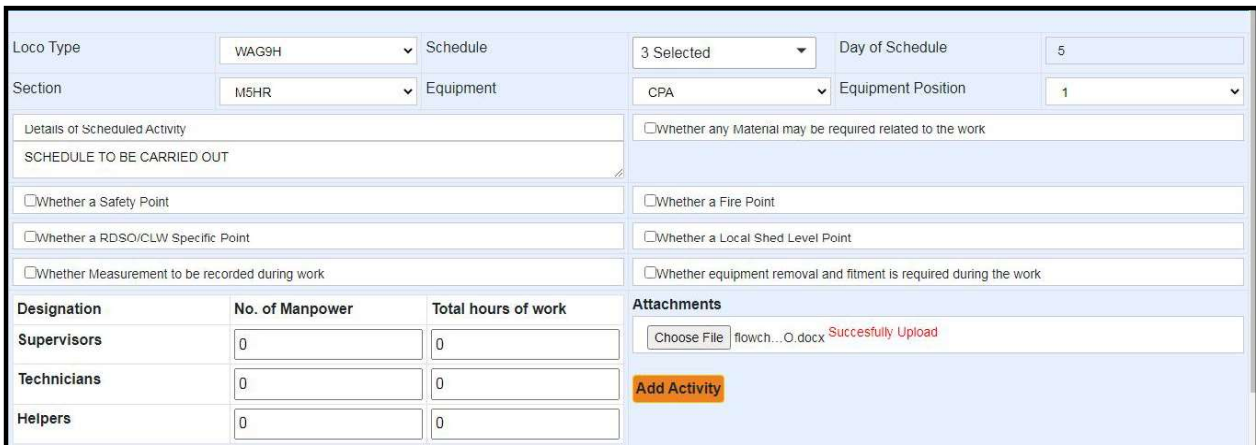 Loco Type WAG9H Schedule 3 Selected Day of Schedule 5
Section M5HR Equipment CPA Equipment Position 1
Details of Scheduled Activity
Whether any Material may be required related to the work
SCHEDULE TO BE CARRIED OUT
Whether a Safety Point
Whether a Fire Point
Whether a RDSO/CLW Specific Point
Whether a Local Shed Level Point
Whether Measurement to be recorded during work
Whether equipment removal and fitment is required during the work
Designation No. of Manpower Total hours of work
Supervisors 0 0
Technicians 0 0
Helpers 0 0
Attachments
Choose File flowch...O.docx Succesfully Upload
Add Activity